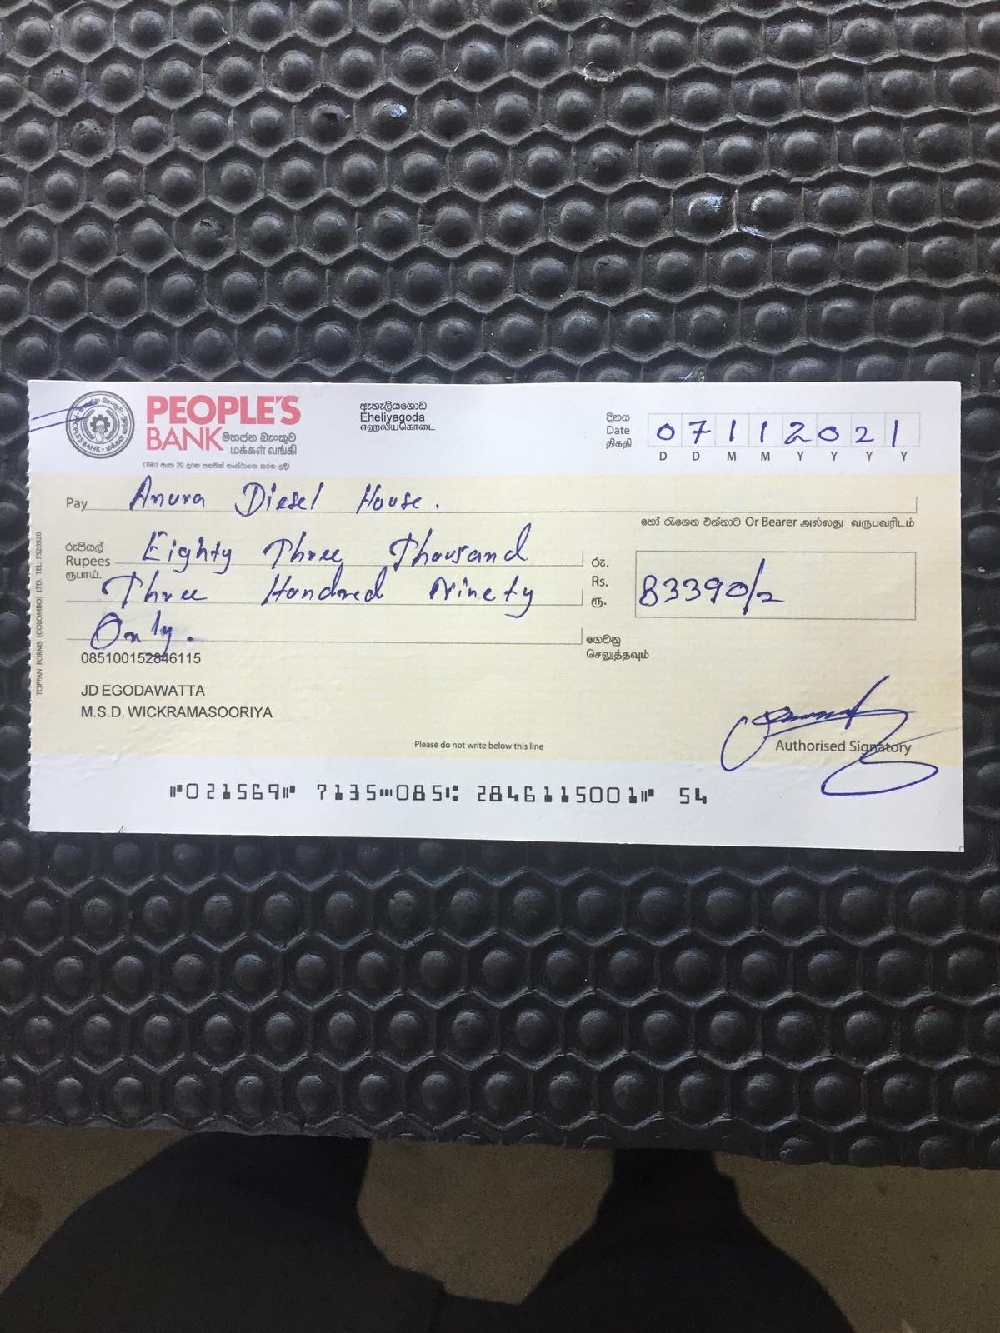 PEOPLE'S
BANK මහජන බැංකුව
மக்கள் வங்கி
ඇහැලියගොඩ
Eheliyagoda
எஹெலியகொடை
දිනය
Date
திகதி
07112021
D D M M Y Y Y Y
Pay Anura Diesel House.
හෝ රැගෙන එන්නාට Or Bearer அல்லது வருபவரிடம்
රුපියල්
Rupees
ரூபாய்
Eighty Three Thousand
Three Hundred Ninety
Only.
රු.
Rs.
ரூ.
83390/=
ගෙවනු
செலுத்தவும்
085100152846115
JD EGODAWATTA
M.S.D. WICKRAMASOORIYA
Please do not write below this line
Authorised Signatory
⑈021569⑈ 7135⑉085⑆ 2846115001⑈ 54